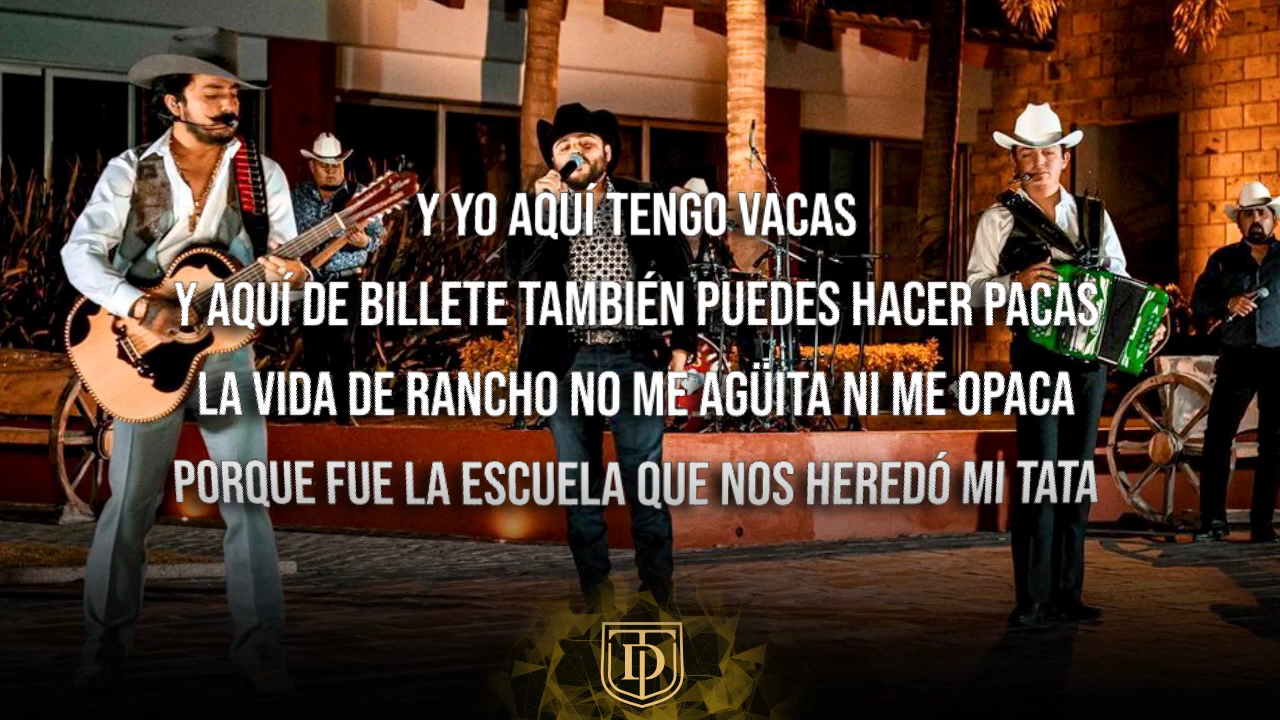 Y YO AQUÍ TENGO VACAS
Y AQUÍ DE BILLETE TAMBIÉN PUEDES HACER PACAS
LA VIDA DE RANCHO NO ME AGÜITA NI ME OPACA
PORQUE FUE LA ESCUELA QUE NOS HEREDÓ MI TATA